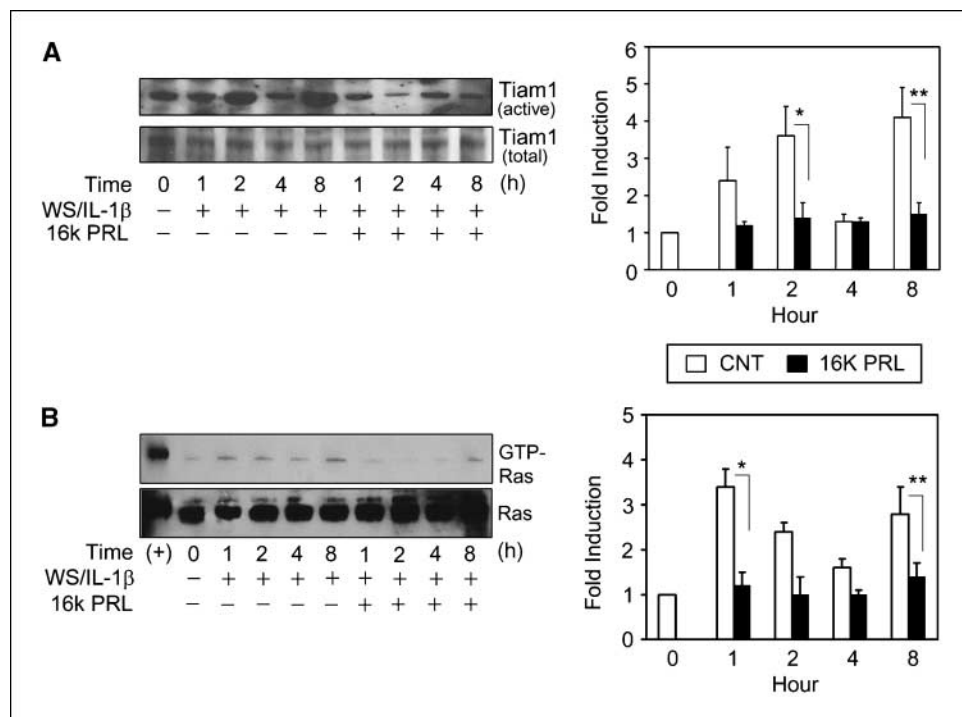 A
Tiam1
(active)
Tiam1
(total)
Time 0 1 2 4 8 1 2 4 8 (h)
WS/IL-1β − + + + + + + + +
16k PRL − − − − − + + + +
6
5
4
3
2
1
0
Fold Induction
*
**
0 1 2 4 8
Hour
CNT 16K PRL
B
GTP-
Ras
Ras
Time (+) 0 1 2 4 8 1 2 4 8 (h)
WS/IL-1β − + + + + + + + +
16k PRL − − − − − + + + +
5
4
3
2
1
0
Fold Induction
*
**
0 1 2 4 8
Hour